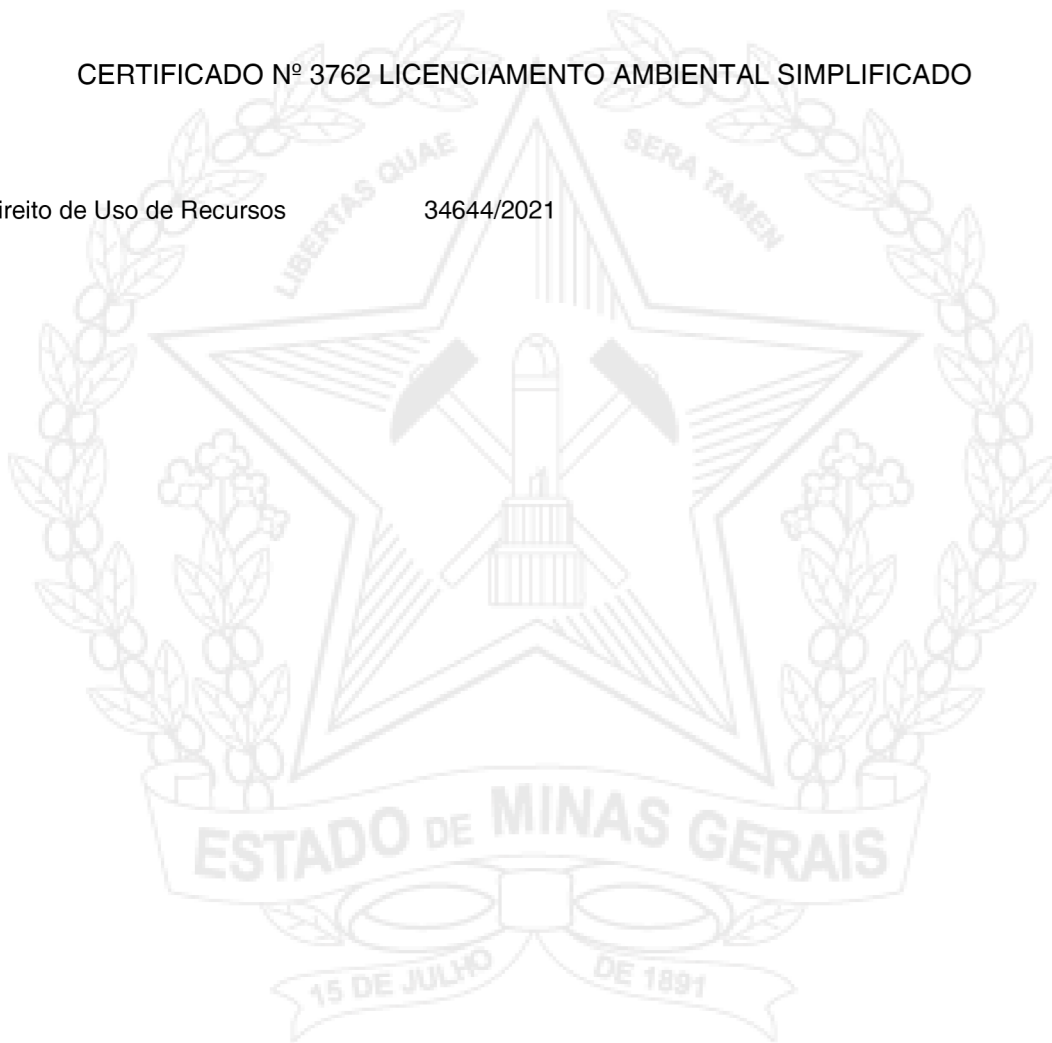 CERTIFICADO Nº 3762 LICENCIAMENTO AMBIENTAL SIMPLIFICADO
LIBERTAS QUAE SERA TAMEN
ireito de Uso de Recursos 34644/2021
ESTADO DE MINAS GERAIS
15 DE JULHO DE 1891